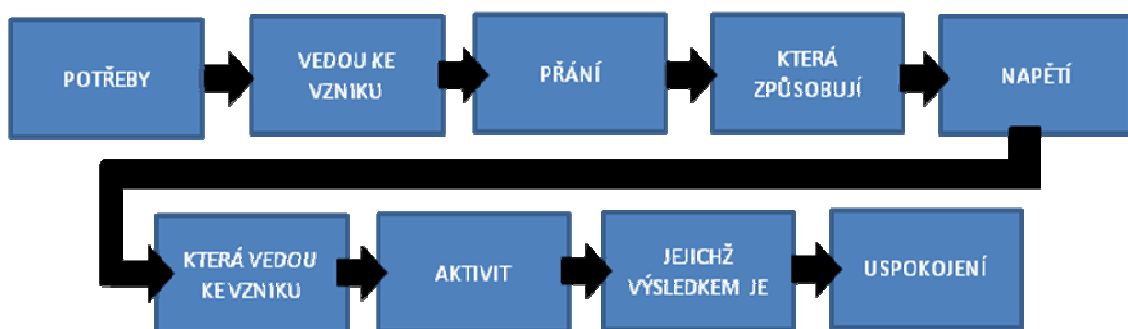 POTŘEBY
VEDOU KE
VZNIKU
PŘÁNÍ
KTERÁ
ZPŮSOBUJÍ
NAPĚTÍ
KTERÁ VEDOU
KE VZNIKU
AKTIVIT
JEJICHŽ
VÝSLEDKEM JE
USPOKOJENÍ